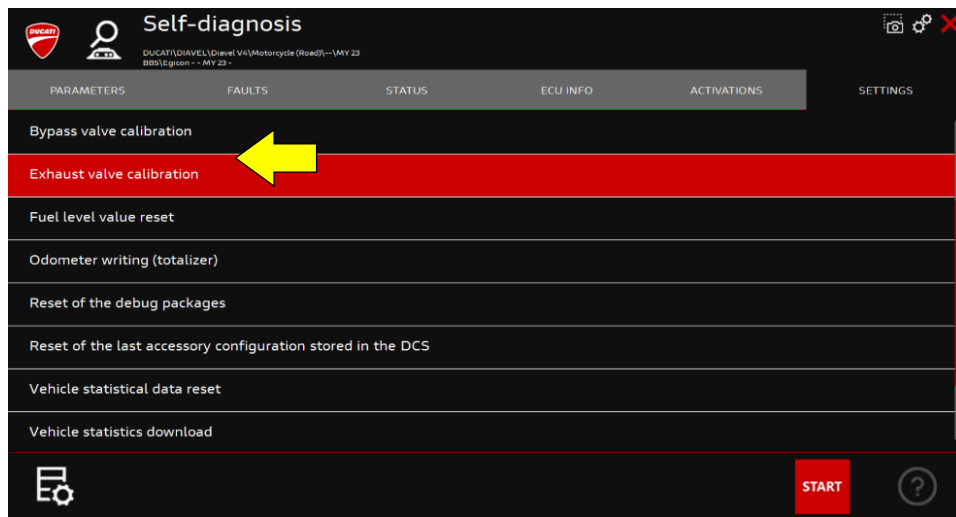 DUCATI
Self-diagnosis
DUCATI\DIAVEL\Diavel V4\Motorcycle (Road)\--\MY 23
BBS\Egicon - - MY 23 -
PARAMETERS FAULTS STATUS ECU INFO ACTIVATIONS SETTINGS
Bypass valve calibration
Exhaust valve calibration
Fuel level value reset
Odometer writing (totalizer)
Reset of the debug packages
Reset of the last accessory configuration stored in the DCS
Vehicle statistical data reset
Vehicle statistics download
START ?